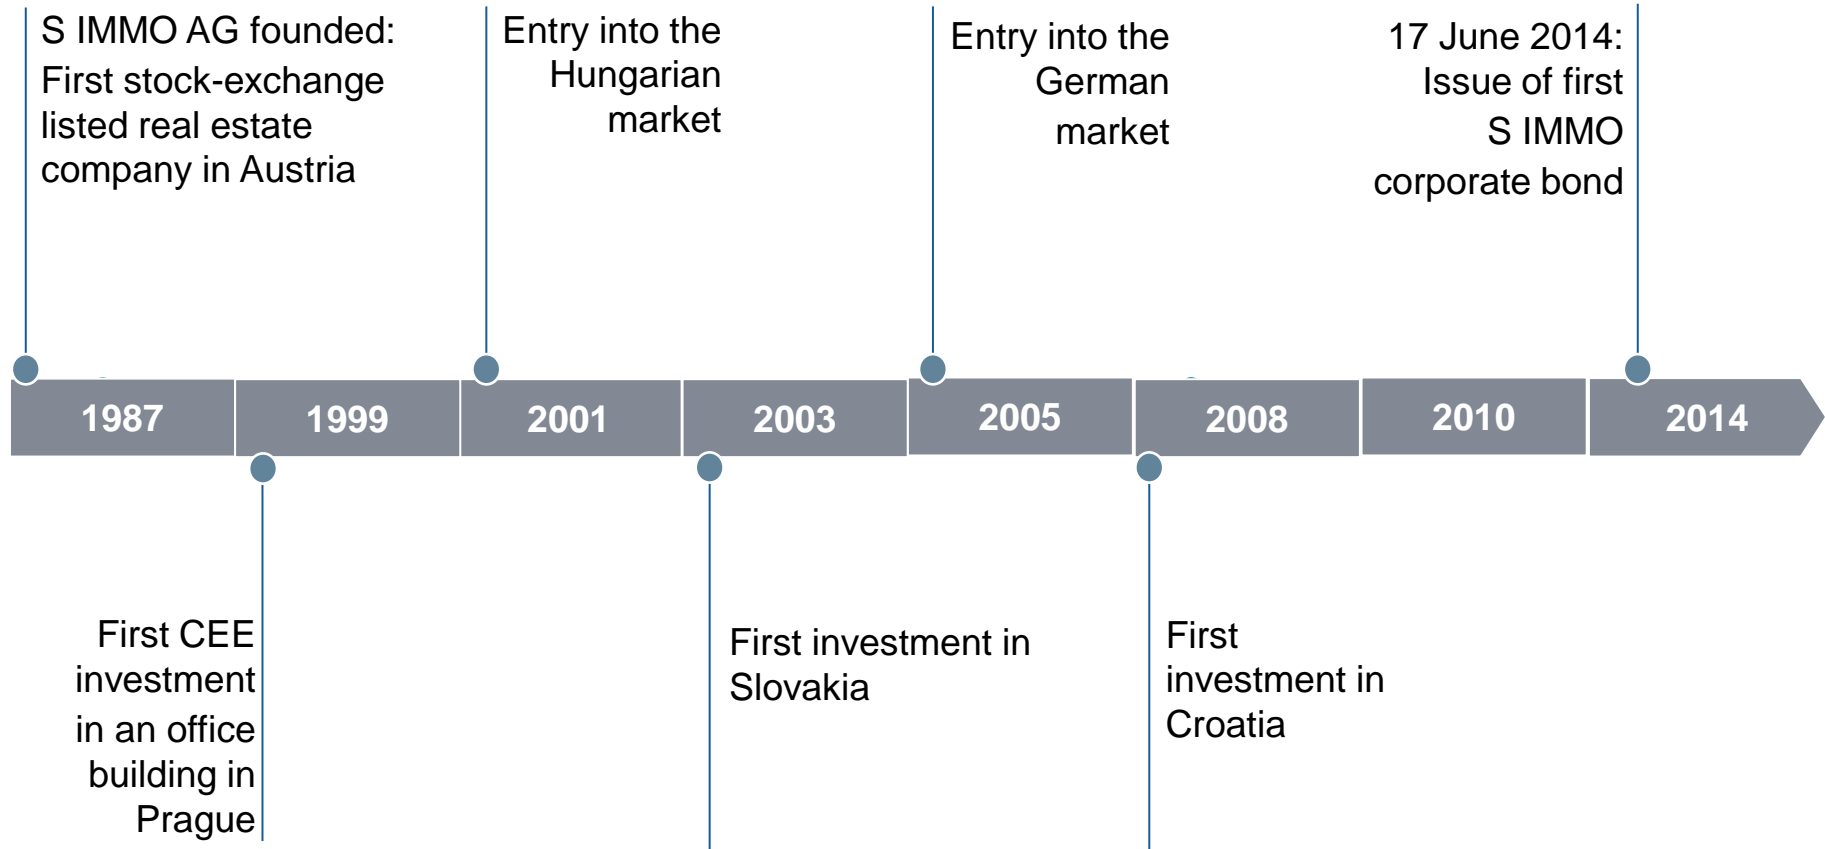 S IMMO AG founded:
First stock-exchange
listed real estate
company in Austria
Entry into the
Hungarian
market
Entry into the
German
market
17 June 2014:
Issue of first
S IMMO
corporate bond
1987
1999
2001
2003
2005
2008
2010
2014
First CEE
investment
in an office
building in
Prague
First investment in
Slovakia
First
investment in
Croatia